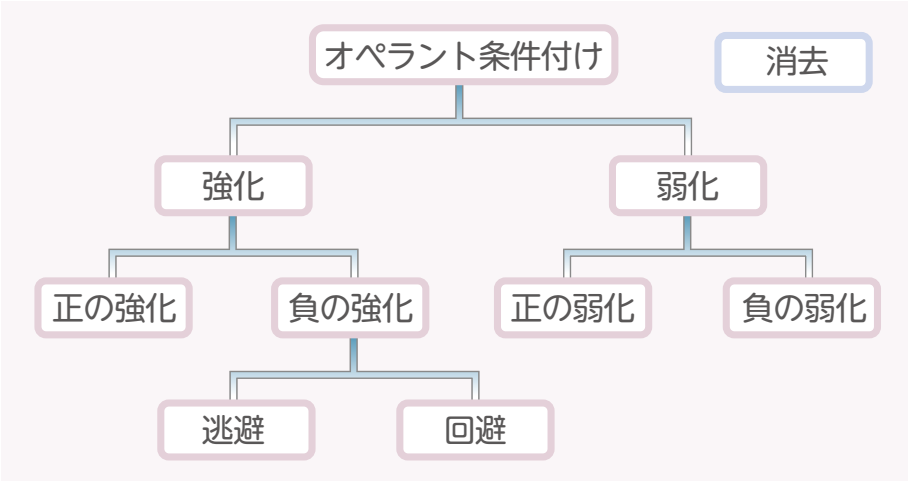 オペラント条件付け
消去
強化
弱化
正の強化
負の強化
正の弱化
負の弱化
逃避
回避